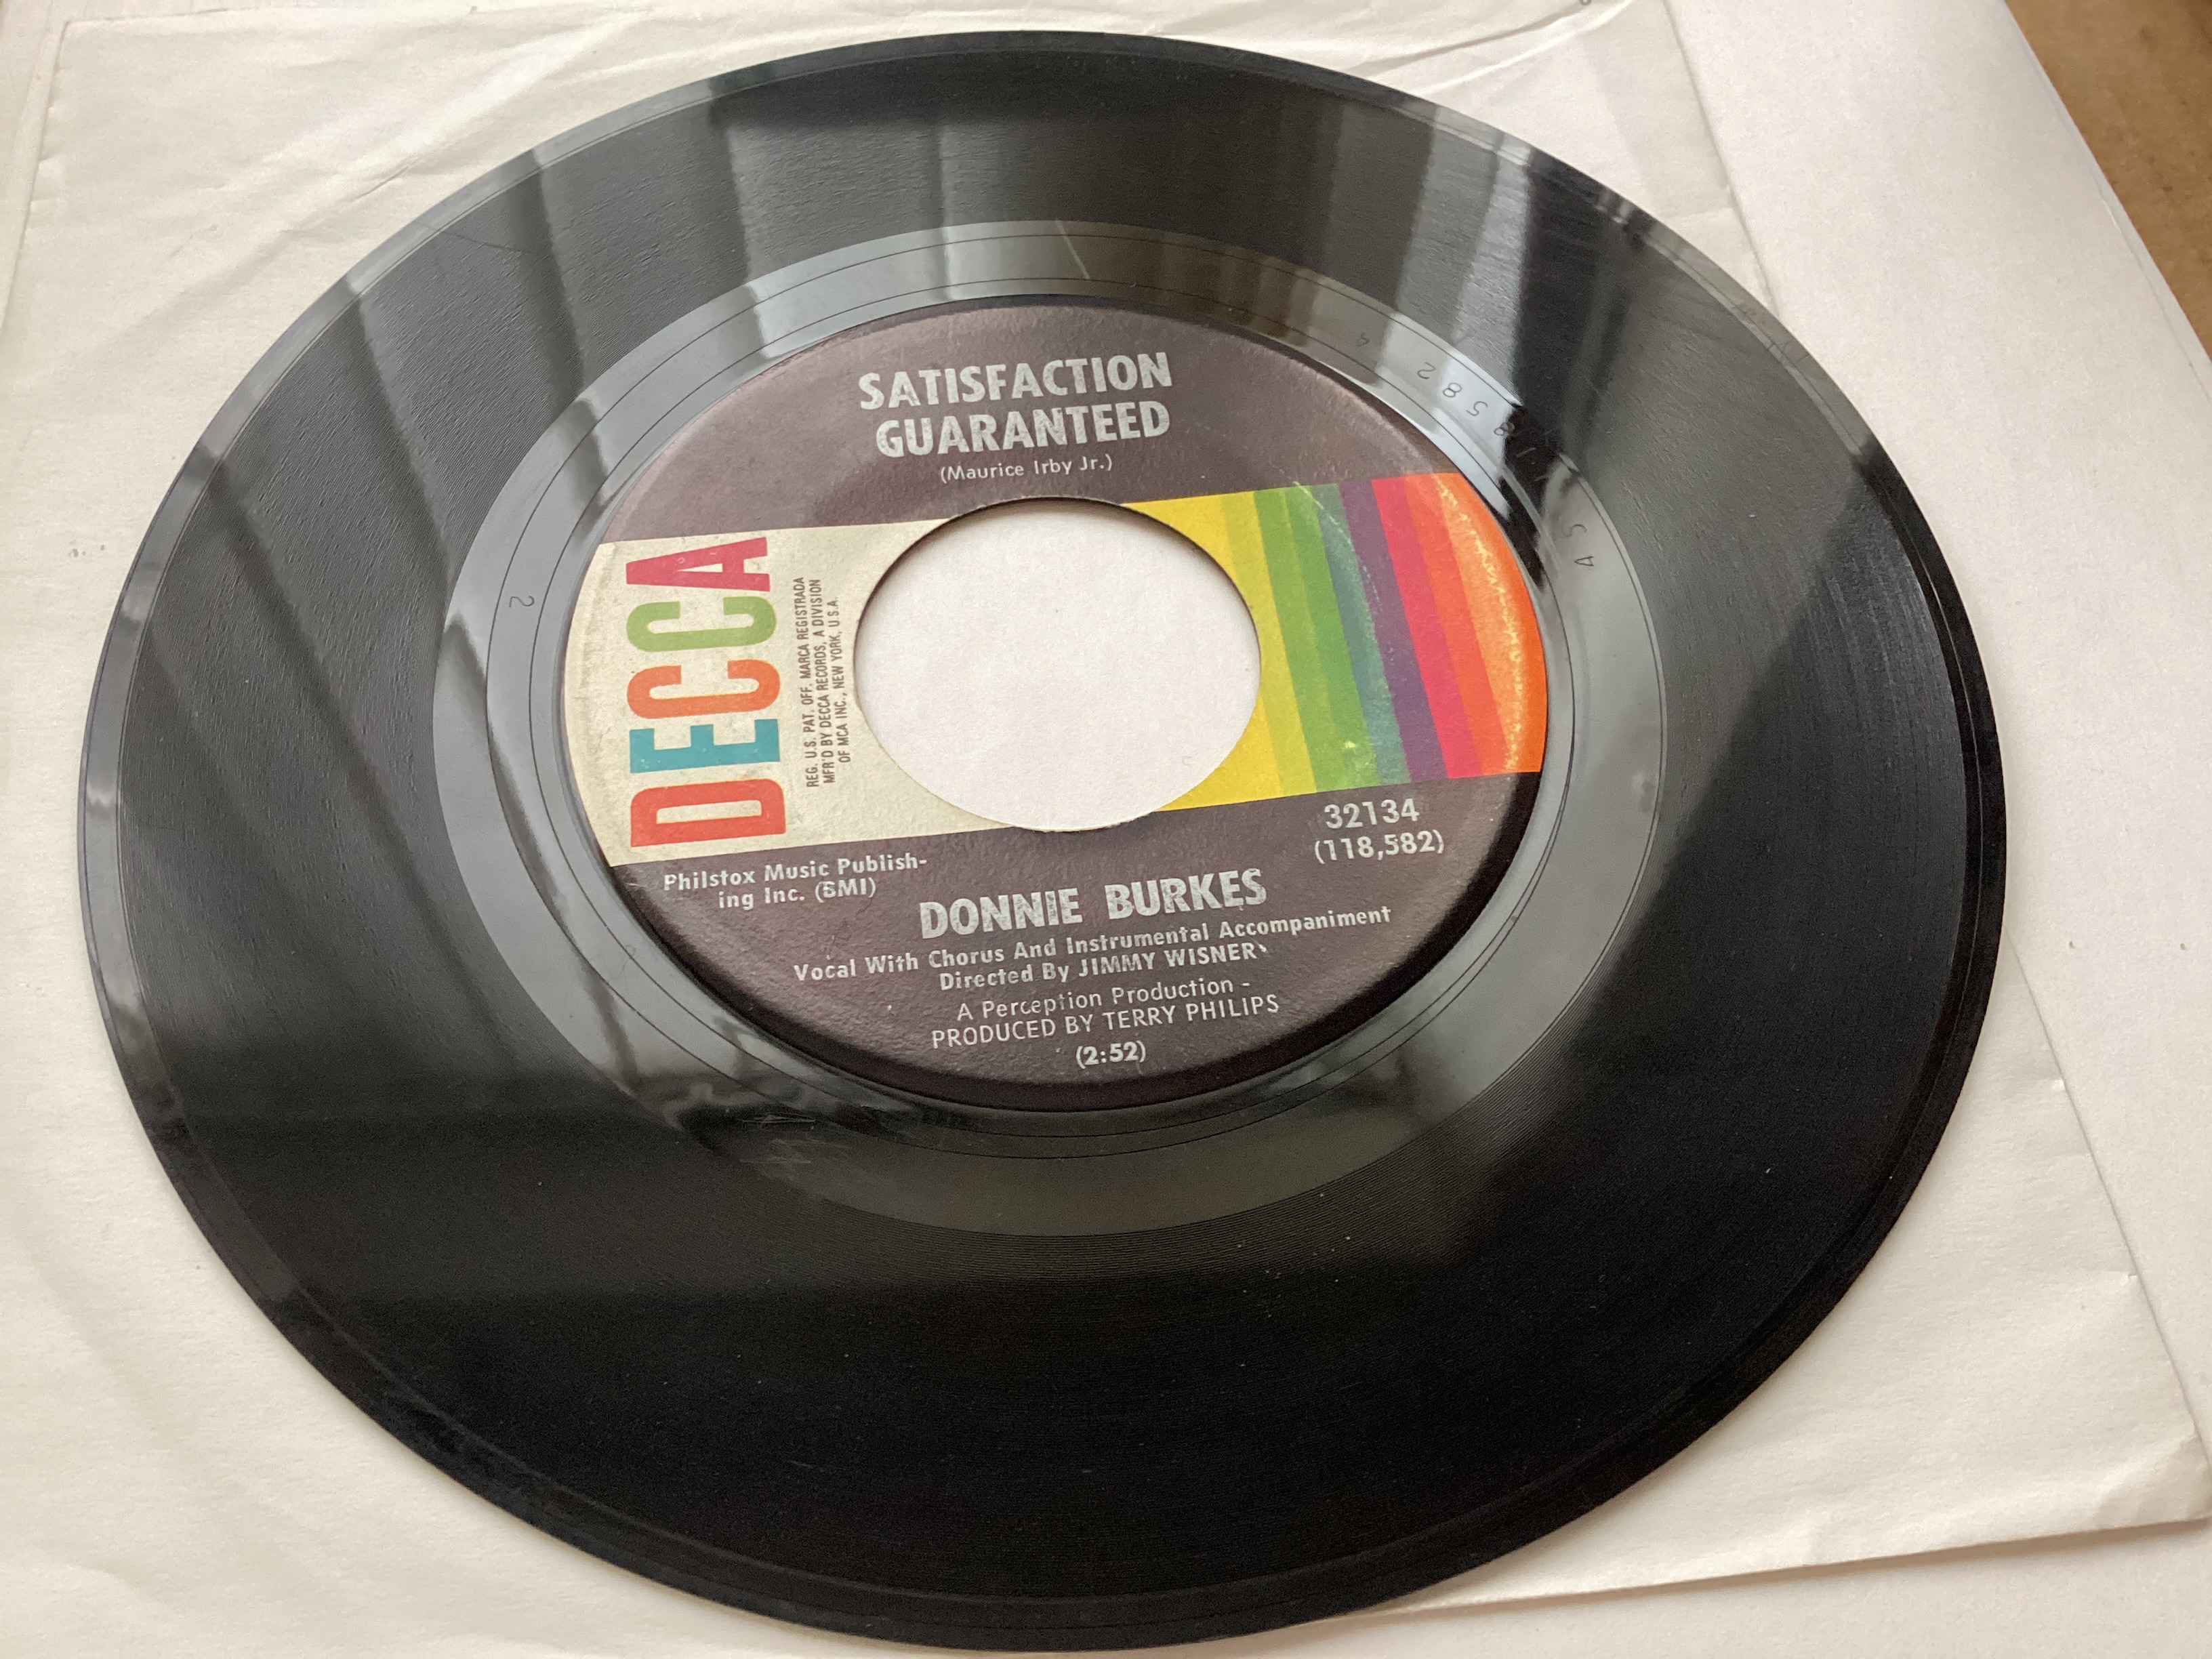 SATISFACTION
GUARANTEED
(Maurice Irby Jr.)
DECCA
REG. U.S. PAT. OFF. MARCA REGISTRADA
MFR'D BY DECCA RECORDS, A DIVISION
OF MCA INC., NEW YORK, U.S.A.
32134
(118,582)
Philstox Music Publish-
ing Inc. (BMI)
DONNIE BURKES
Vocal With Chorus And Instrumental Accompaniment
Directed By JIMMY WISNER
A Perception Production -
PRODUCED BY TERRY PHILIPS
(2:52)
2